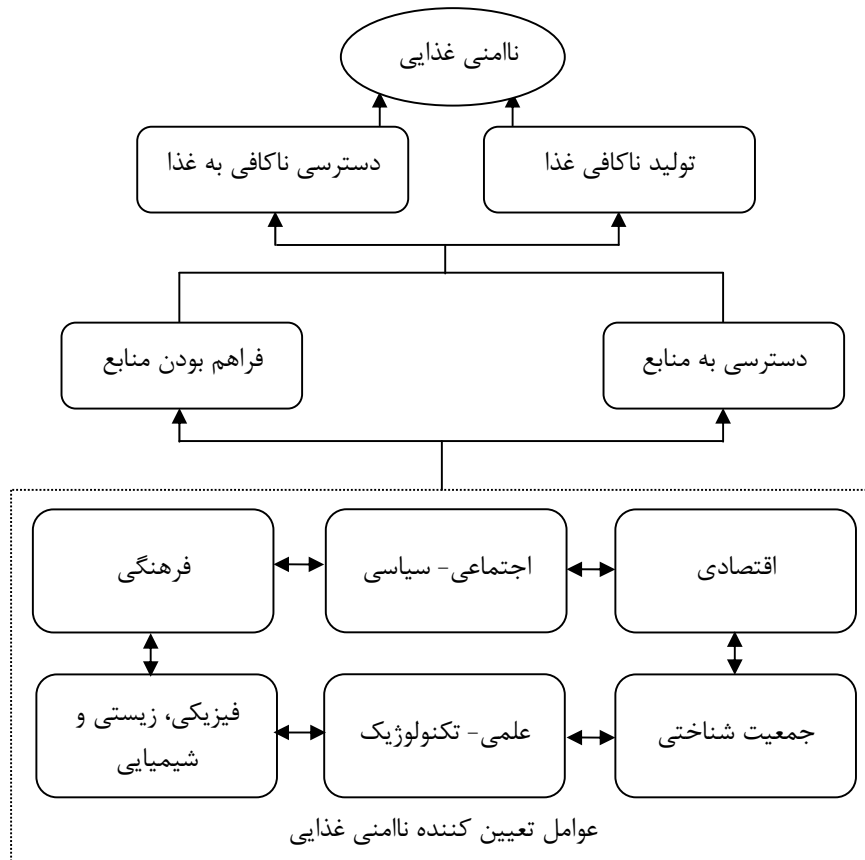 ناامنی غذایی
تولید ناکافی غذا
دسترسی ناکافی به غذا
دسترسی به منابع
فراهم بودن منابع
اقتصادی
اجتماعی- سیاسی
فرهنگی
جمعیت شناختی
علمی- تکنولوژیک
فیزیکی، زیستی و
شیمیایی
عوامل تعیین کننده ناامنی غذایی